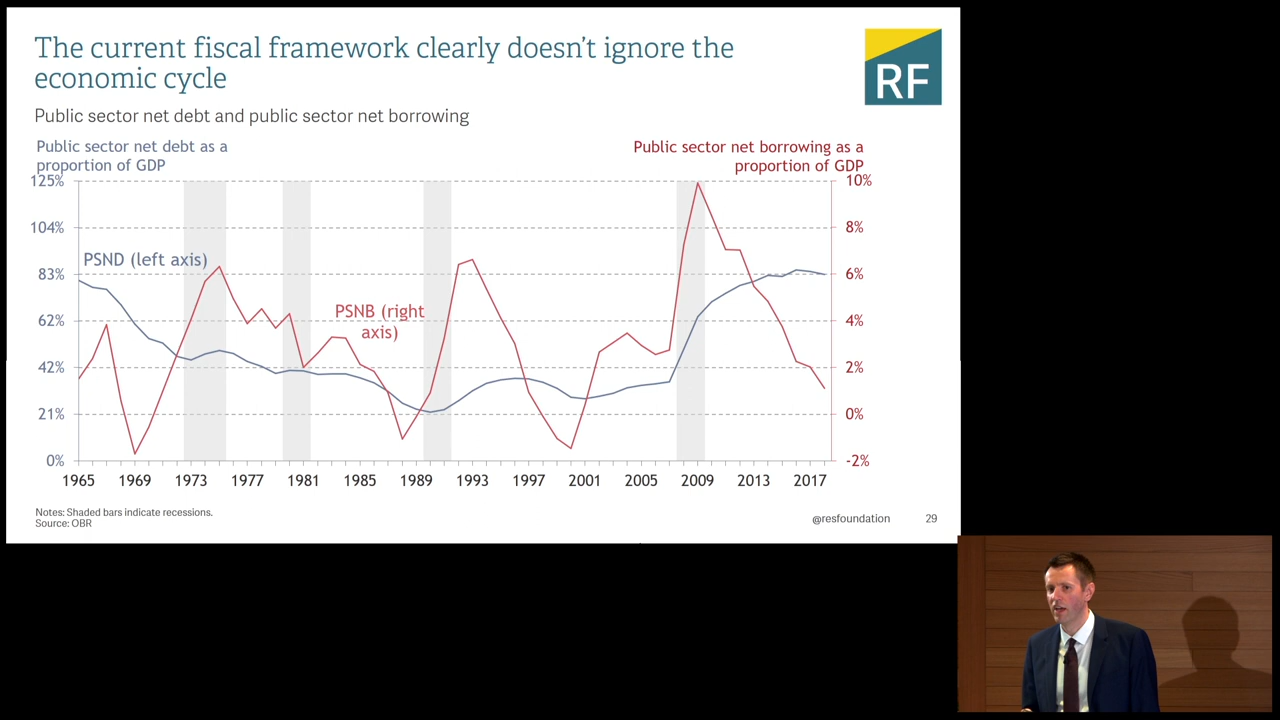 The current fiscal framework clearly doesn't ignore the
economic cycle
RF
Public sector net debt and public sector net borrowing
Public sector net debt as a
proportion of GDP
Public sector net borrowing as a
proportion of GDP
125%
104%
83%
62%
42%
21%
0%
10%
8%
6%
4%
2%
0%
-2%
PSND (left axis)
PSNB (right
axis)
1965 1969 1973 1977 1981 1985 1989 1993 1997 2001 2005 2009 2013 2017
Notes: Shaded bars indicate recessions.
Source: OBR
@resfoundation 29